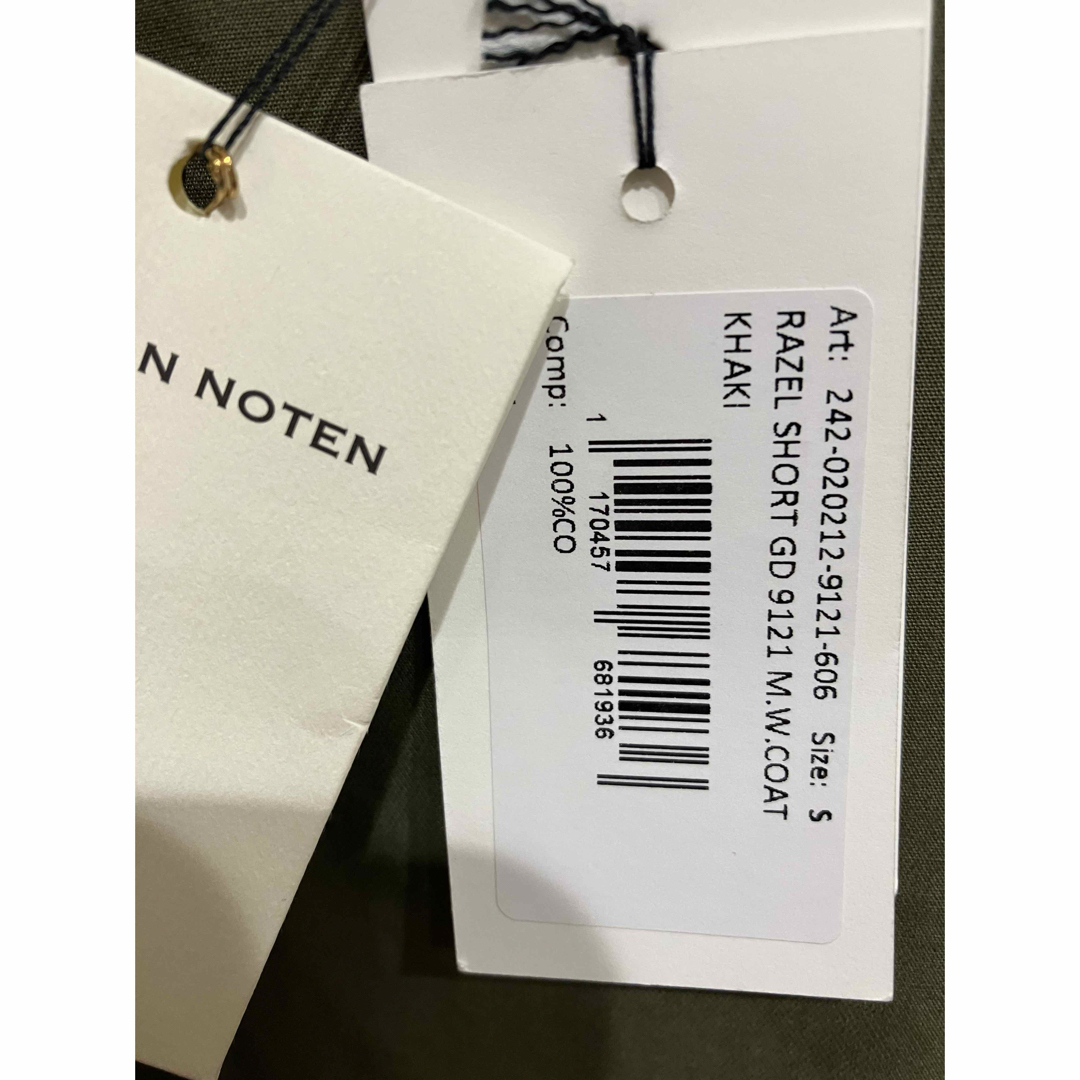 N NOTEN
Art: 242-020212-9121-606 Size: S
RAZEL SHORT GD 9121 M.W.COAT
KHAKI
1 170457 681936
Comp: 100%CO